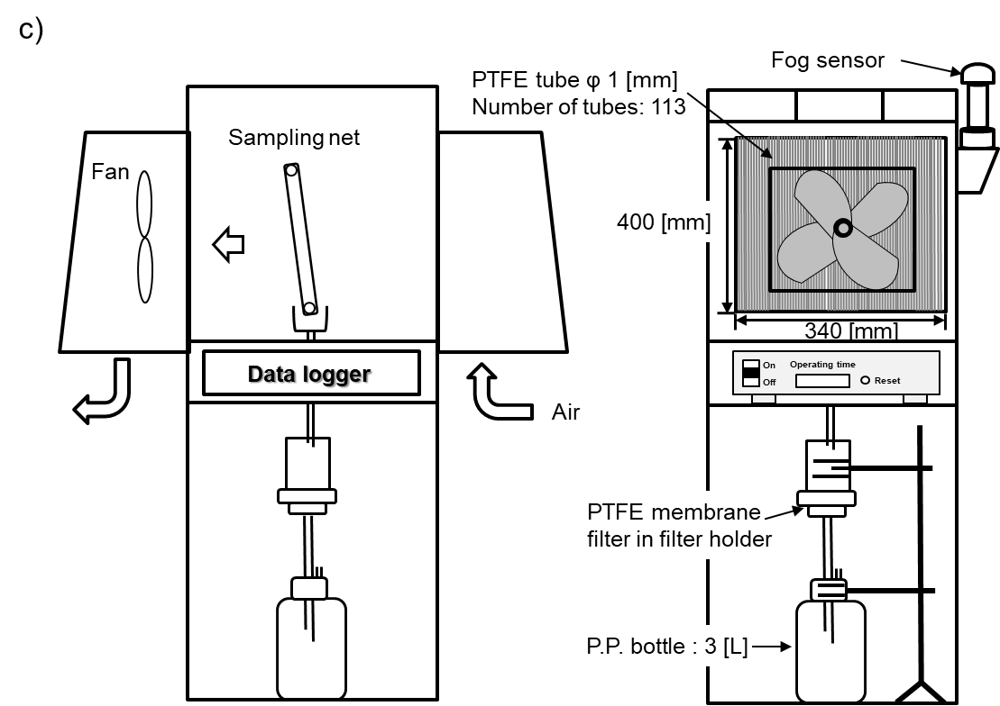 c)
Fog sensor
PTFE tube φ 1 [mm]
Number of tubes: 113
Sampling net
Fan
400 [mm]
340 [mm]
Data logger
On
Off
Operating time
Reset
Air
PTFE membrane
filter in filter holder
P.P. bottle : 3 [L]